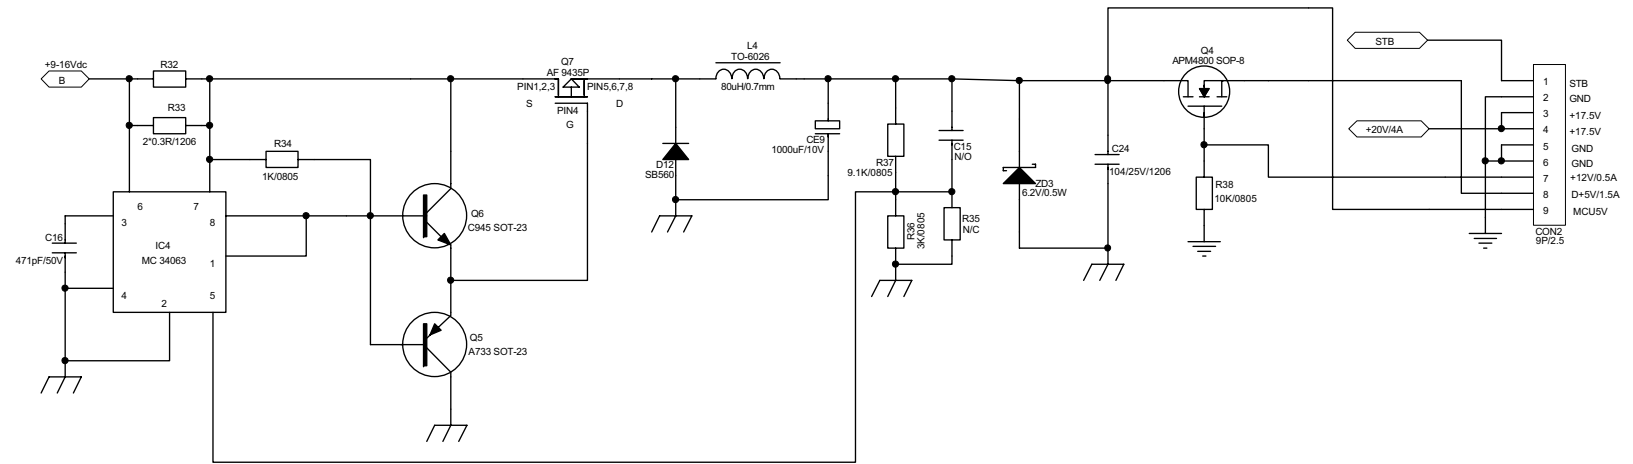 +9-16Vdc
B
R32
R33
2*0.3R/1206
R34
1K/0805
6
7
3
8
IC4
MC 34063
1
4
2
5
C16
471pF/50V
Q6
C945 SOT-23
Q5
A733 SOT-23
Q7
AF 9435P
PIN1,2,3
PIN5,6,7,8
S
PIN4
D
G
L4
TO-6026
80uH/0.7mm
D12
SB560
CE9
1000uF/10V
R37
9.1K/0805
C15
N/O
R36
3K/0805
R35
N/C
ZD3
6.2V/0.5W
C24
104/25V/1206
Q4
APM4800 SOP-8
R38
10K/0805
STB
+20V/4A
1
STB
2
GND
3
+17.5V
4
+17.5V
5
GND
6
GND
7
+12V/0.5A
8
D+5V/1.5A
9
MCU5V
CON2
9P/2.5